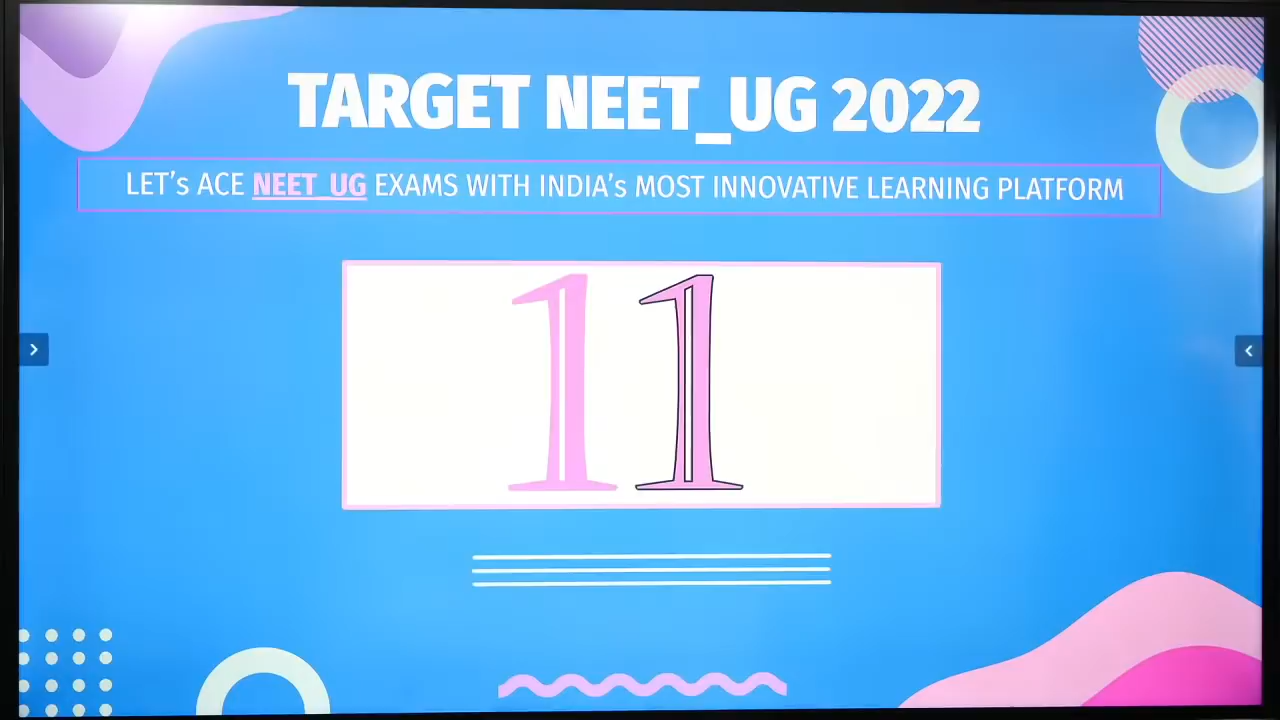 TARGET NEET_UG 2022
LET's ACE NEET_UG EXAMS WITH INDIA's MOST INNOVATIVE LEARNING PLATFORM
11